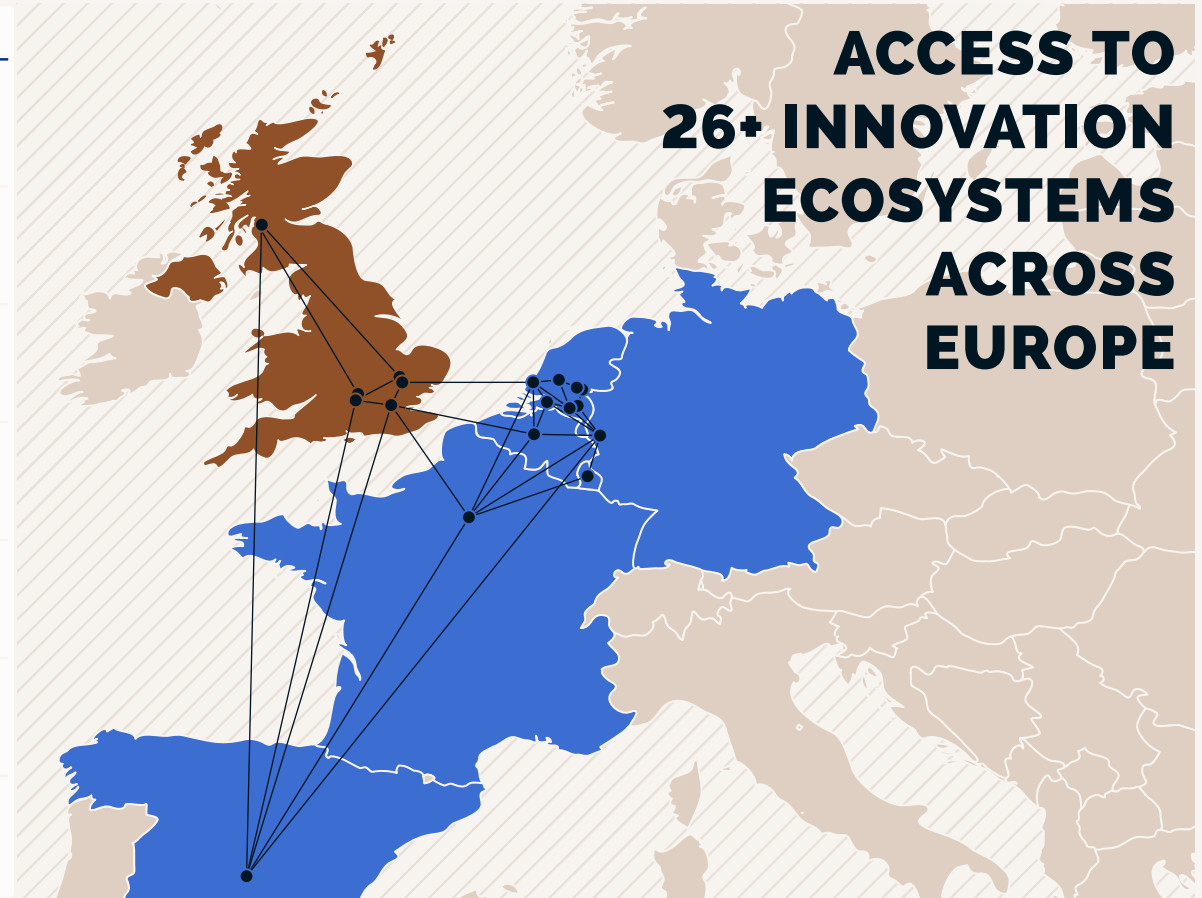 ACCESS TO
26+ INNOVATION
ECOSYSTEMS
ACROSS
EUROPE